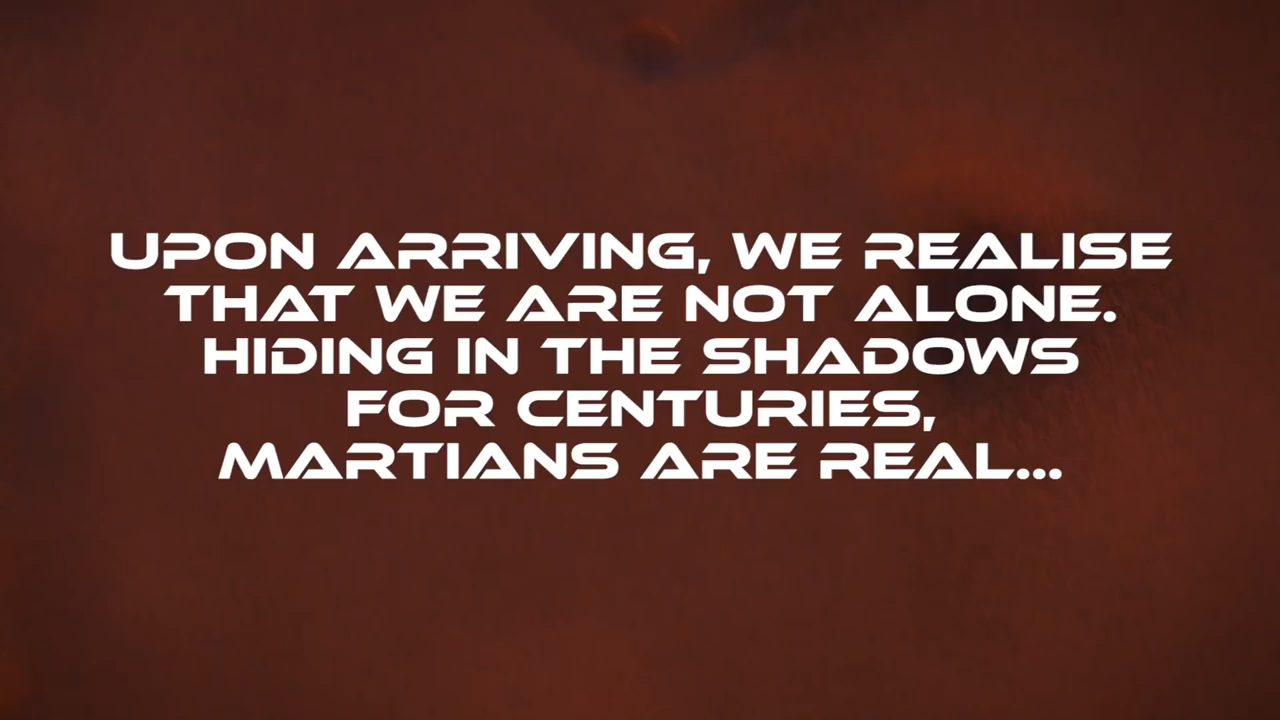 UPON ARRIVING, WE REALISE
THAT WE ARE NOT ALONE.
HIDING IN THE SHADOWS
FOR CENTURIES,
MARTIANS ARE REAL...